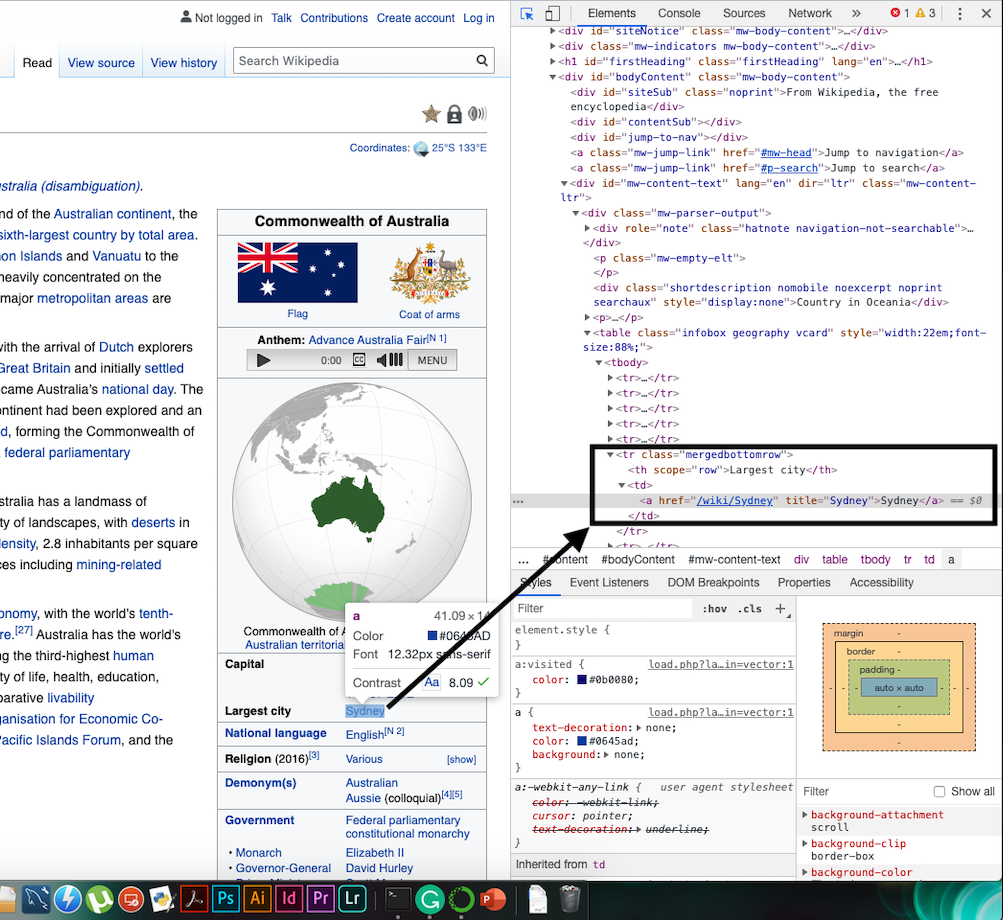 Not logged in Talk Contributions Create account Log in
Read View source View history Search Wikipedia
Coordinates: 25°S 133°E
ustralia (disambiguation).
nd of the Australian continent, the
sixth-largest country by total area.
on Islands and Vanuatu to the
heavily concentrated on the
major metropolitan areas are
with the arrival of Dutch explorers
Great Britain and initially settled
came Australia's national day. The
ontinent had been explored and an
d, forming the Commonwealth of
federal parliamentary
stralia has a landmass of
ty of landscapes, with deserts in
density, 2.8 inhabitants per square
ces including mining-related
onomy, with the world's tenth-
re.[27] Australia has the world's
ng the third-highest human
ty of life, health, education,
parative livability
ganisation for Economic Co-
Pacific Islands Forum, and the
Commonwealth of Australia
Flag Coat of arms
Anthem: Advance Australia Fair[N 1]
0:00 CC MENU
Commonwealth of A
Australian territoria
Capital
Largest city Sydney
National language English[N 2]
Religion (2016)[3] Various [show]
Demonym(s) Australian
Aussie (colloquial)[4][5]
Government Federal parliamentary
constitutional monarchy
• Monarch Elizabeth II
• Governor-General David Hurley
a 41.09 × 14
Color #0645AD
Font 12.32px sans-serif
Contrast Aa 8.09
Elements Console Sources Network » 1 3
<div id="siteNotice" class="mw-body-content">…</div>
<div class="mw-indicators mw-body-content">…</div>
<h1 id="firstHeading" class="firstHeading" lang="en">…</h1>
<div id="bodyContent" class="mw-body-content">
<div id="siteSub" class="noprint">From Wikipedia, the free
encyclopedia</div>
<div id="contentSub"></div>
<div id="jump-to-nav"></div>
<a class="mw-jump-link" href="#mw-head">Jump to navigation</a>
<a class="mw-jump-link" href="#p-search">Jump to search</a>
<div id="mw-content-text" lang="en" dir="ltr" class="mw-content-
ltr">
<div class="mw-parser-output">
<div role="note" class="hatnote navigation-not-searchable">…
</div>
<p class="mw-empty-elt">
</p>
<div class="shortdescription nomobile noexcerpt noprint
searchaux" style="display:none">Country in Oceania</div>
<p>…</p>
<table class="infobox geography vcard" style="width:22em;font-
size:88%;">
<tbody>
<tr>…</tr>
<tr>…</tr>
<tr>…</tr>
<tr>…</tr>
<tr>…</tr>
<tr class="mergedbottomrow">
<th scope="row">Largest city</th>
<td>
<a href="/wiki/Sydney" title="Sydney">Sydney</a> == $0
</td>
</tr>
<tr>…</tr>
… #content #bodyContent #mw-content-text div table tbody tr td a
Styles Event Listeners DOM Breakpoints Properties Accessibility
Filter :hov .cls +
element.style {
}
a:visited { load.php?la…in=vector:1
color: #0b0080;
}
a { load.php?la…in=vector:1
text-decoration: none;
color: #0645ad;
background: none;
}
a:-webkit-any-link { user agent stylesheet
color: -webkit-link;
cursor: pointer;
text-decoration: underline;
}
Inherited from td
margin -
border -
padding -
- - - auto × auto - - -
-
-
-
Filter Show all
background-attachment
scroll
background-clip
border-box
background-color
Ps Ai Id Pr Lr